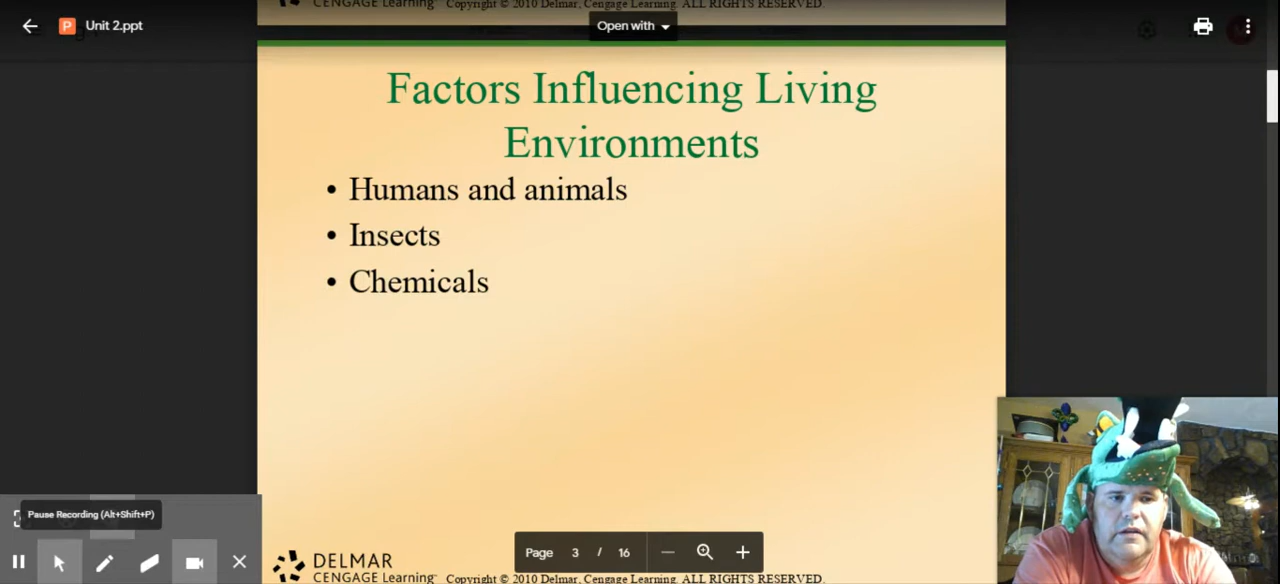 CENGAGE Learning Copyright © 2010 Delmar, Cengage Learning. ALL RIGHTS RESERVED.
P Unit 2.ppt
Open with
Factors Influencing Living
Environments
• Humans and animals
• Insects
• Chemicals
Pause Recording (Alt+Shift+P)
Page 3 / 16
DELMAR
CENGAGE Learning Copyright © 2010 Delmar, Cengage Learning. ALL RIGHTS RESERVED.